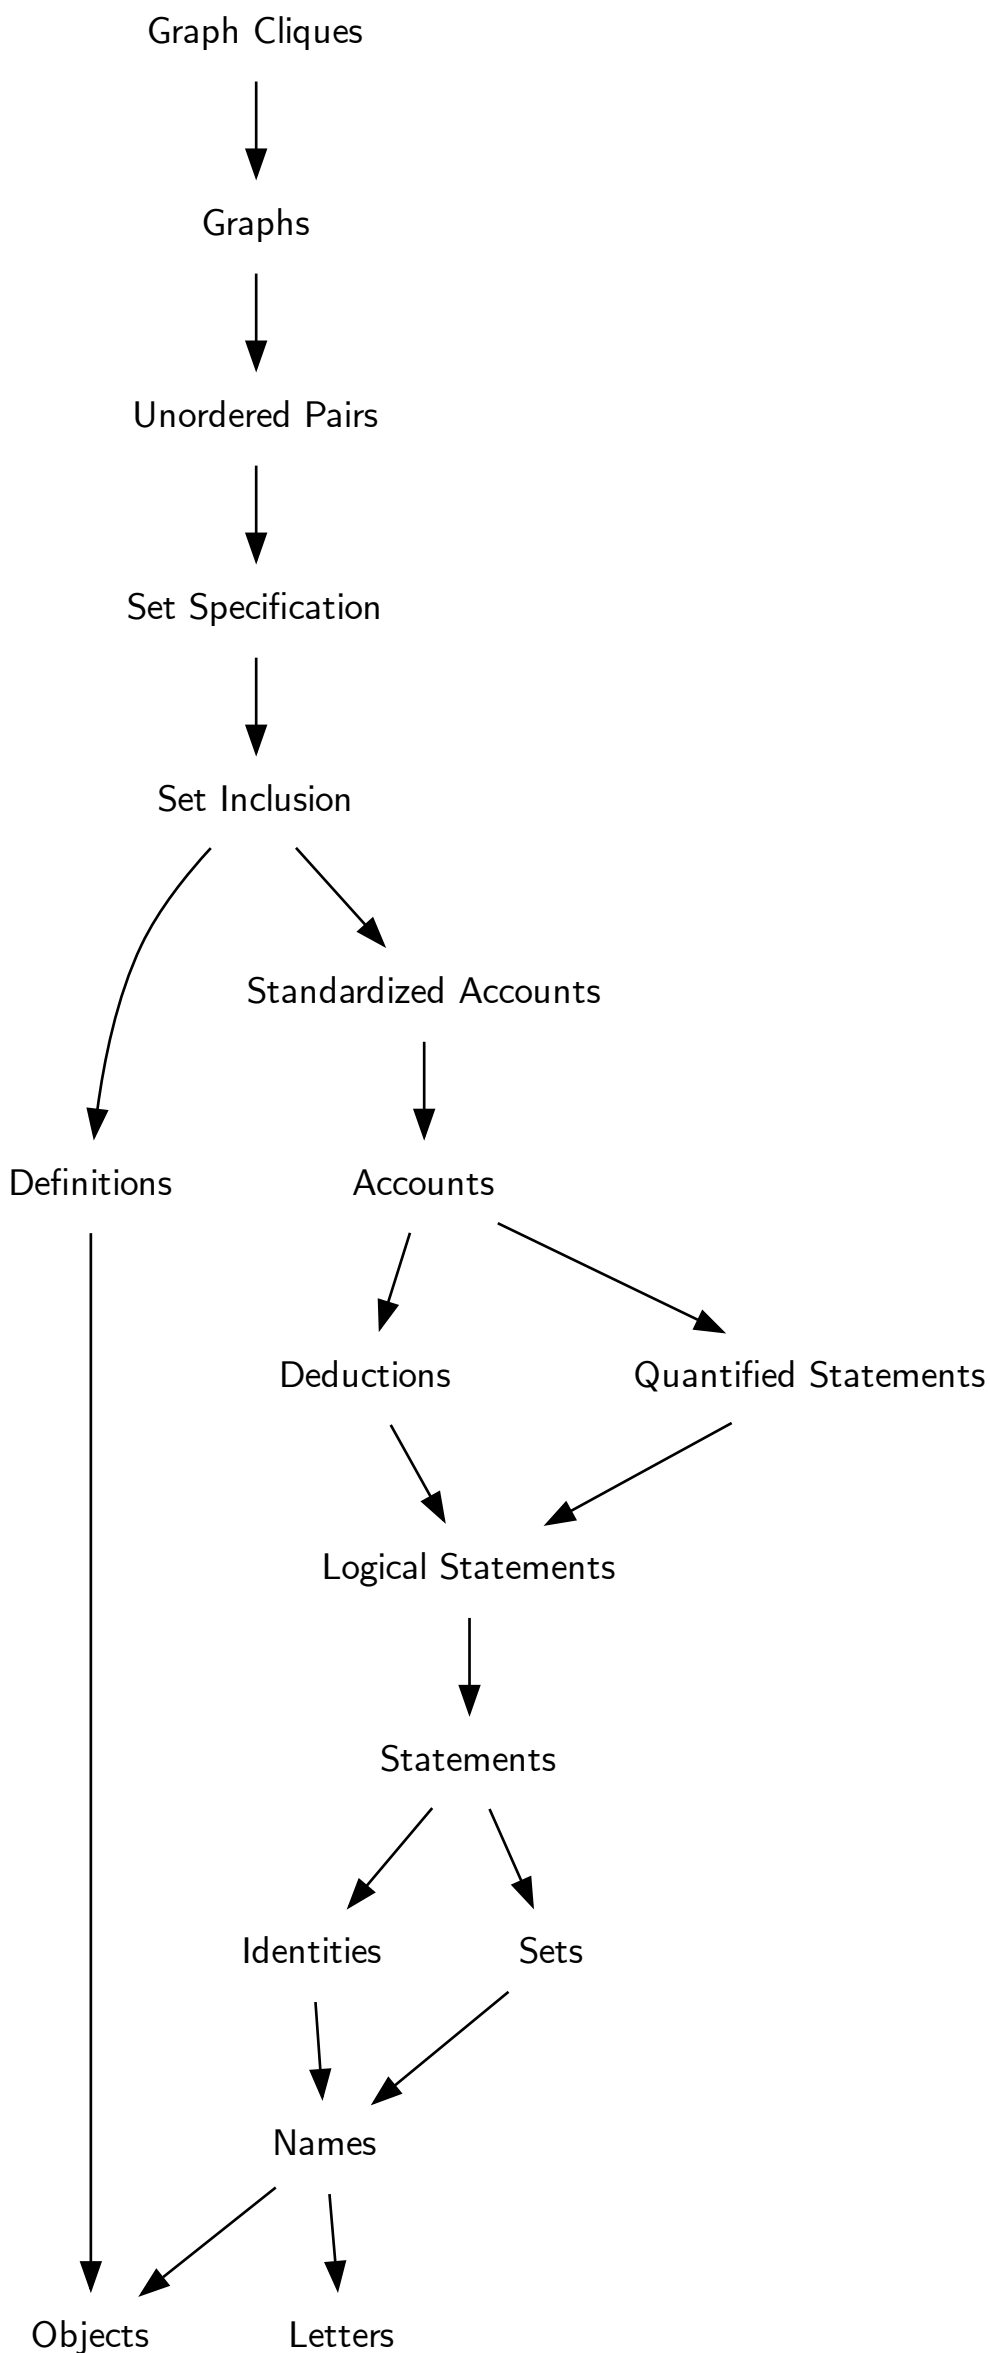 Graph Cliques
Graphs
Unordered Pairs
Set Specification
Set Inclusion
Standardized Accounts
Definitions
Accounts
Deductions
Quantified Statements
Logical Statements
Statements
Identities
Sets
Names
Objects
Letters